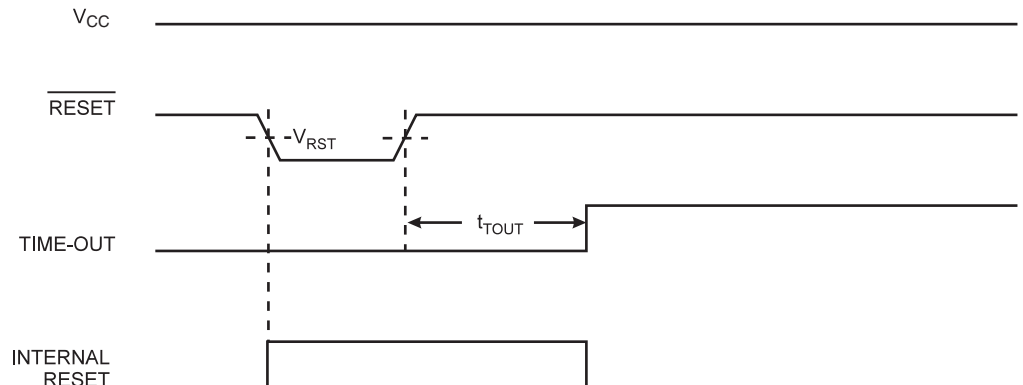 VCC
RESET
VRST
tTOUT
TIME-OUT
INTERNAL
RESET